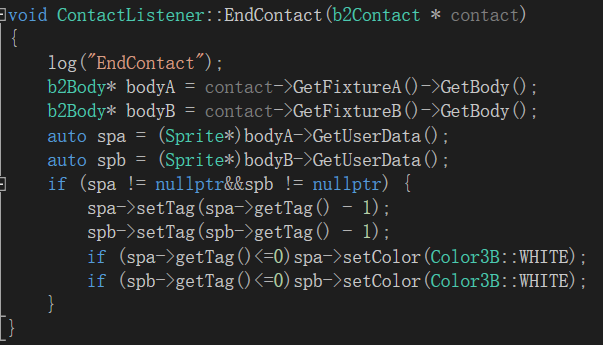 void ContactListener::EndContact(b2Contact * contact)
{
    log("EndContact");
    b2Body* bodyA = contact->GetFixtureA()->GetBody();
    b2Body* bodyB = contact->GetFixtureB()->GetBody();
    auto spa = (Sprite*)bodyA->GetUserData();
    auto spb = (Sprite*)bodyB->GetUserData();
    if (spa != nullptr&&spb != nullptr) {
        spa->setTag(spa->getTag() - 1);
        spb->setTag(spb->getTag() - 1);
        if (spa->getTag()<=0)spa->setColor(Color3B::WHITE);
        if (spb->getTag()<=0)spb->setColor(Color3B::WHITE);
    }
}